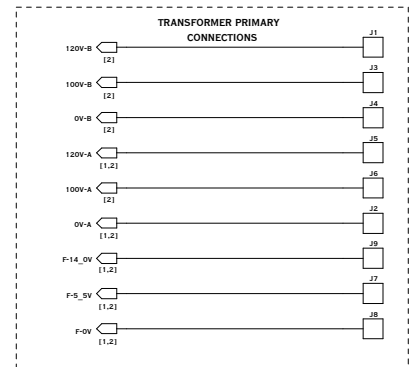 TRANSFORMER PRIMARY
CONNECTIONS
J1
120V-B
[2]
J3
100V-B
[2]
J4
0V-B
[2]
J5
120V-A
[1,2]
J6
100V-A
[2]
J2
0V-A
[1,2]
J9
F-14_0V
[1,2]
J7
F-5_5V
[1,2]
J8
F-0V
[1,2]